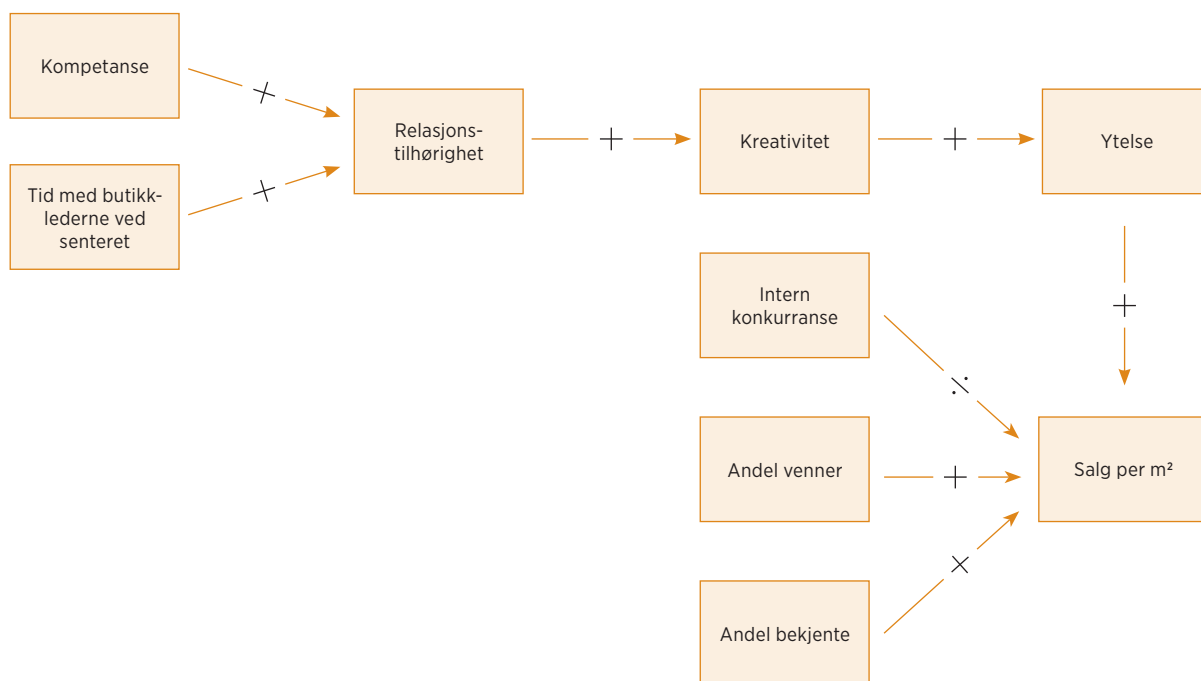 Kompetanse
Tid med butikk-
lederne ved
senteret
Relasjons-
tilhørighet
Kreativitet
Ytelse
Intern
konkurranse
Andel venner
Andel bekjente
Salg per m²
+
+
+
+
+
÷
+
+